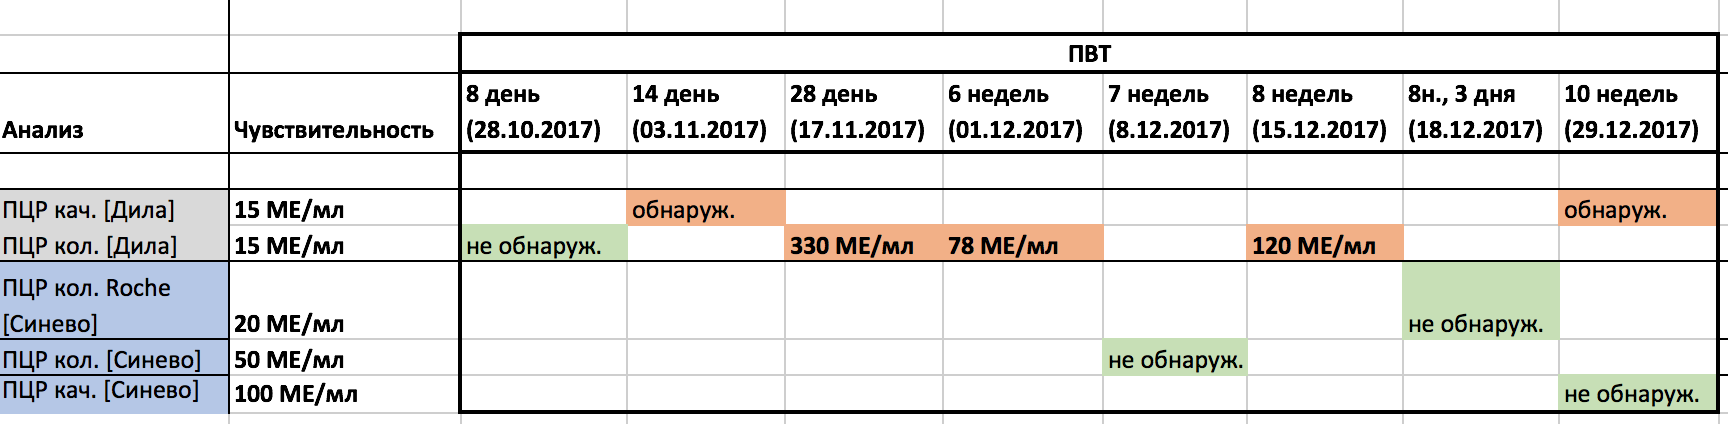 ПВТ
8 день 14 день 28 день 6 недель 7 недель 8 недель 8н., 3 дня 10 недель
Анализ Чувствительность (28.10.2017) (03.11.2017) (17.11.2017) (01.12.2017) (8.12.2017) (15.12.2017) (18.12.2017) (29.12.2017)
ПЦР кач. [Дила] 15 МЕ/мл обнаруж. обнаруж.
ПЦР кол. [Дила] 15 МЕ/мл не обнаруж. 330 МЕ/мл 78 МЕ/мл 120 МЕ/мл
ПЦР кол. Roche
[Синево] 20 МЕ/мл не обнаруж.
ПЦР кол. [Синево] 50 МЕ/мл не обнаруж.
ПЦР кач. [Синево] 100 МЕ/мл не обнаруж.